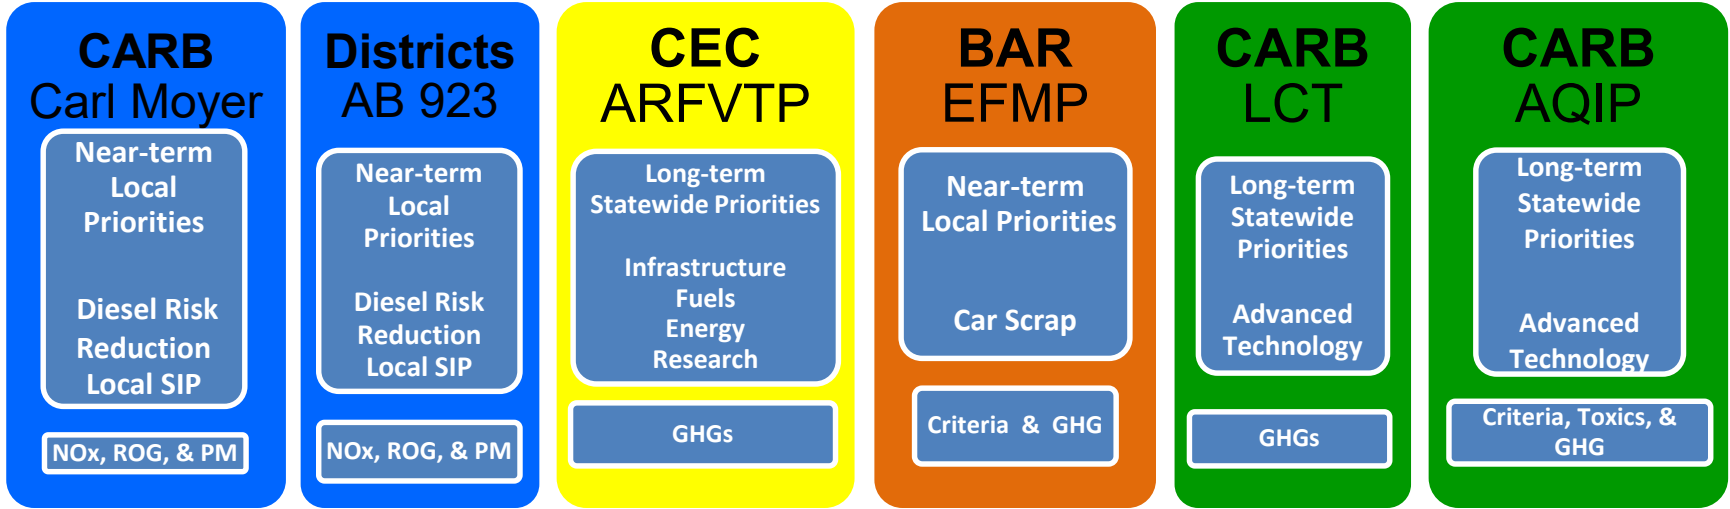 CARB
Carl Moyer
Near-term
Local
Priorities
Diesel Risk
Reduction
Local SIP
NOx, ROG, & PM
Districts
AB 923
Near-term
Local
Priorities
Diesel Risk
Reduction
Local SIP
NOx, ROG, & PM
CEC
ARFVTP
Long-term
Statewide Priorities
Infrastructure
Fuels
Energy
Research
GHGs
BAR
EFMP
Near-term
Local Priorities
Car Scrap
Criteria & GHG
CARB
LCT
Long-term
Statewide
Priorities
Advanced
Technology
GHGs
CARB
AQIP
Long-term
Statewide
Priorities
Advanced
Technology
Criteria, Toxics, &
GHG